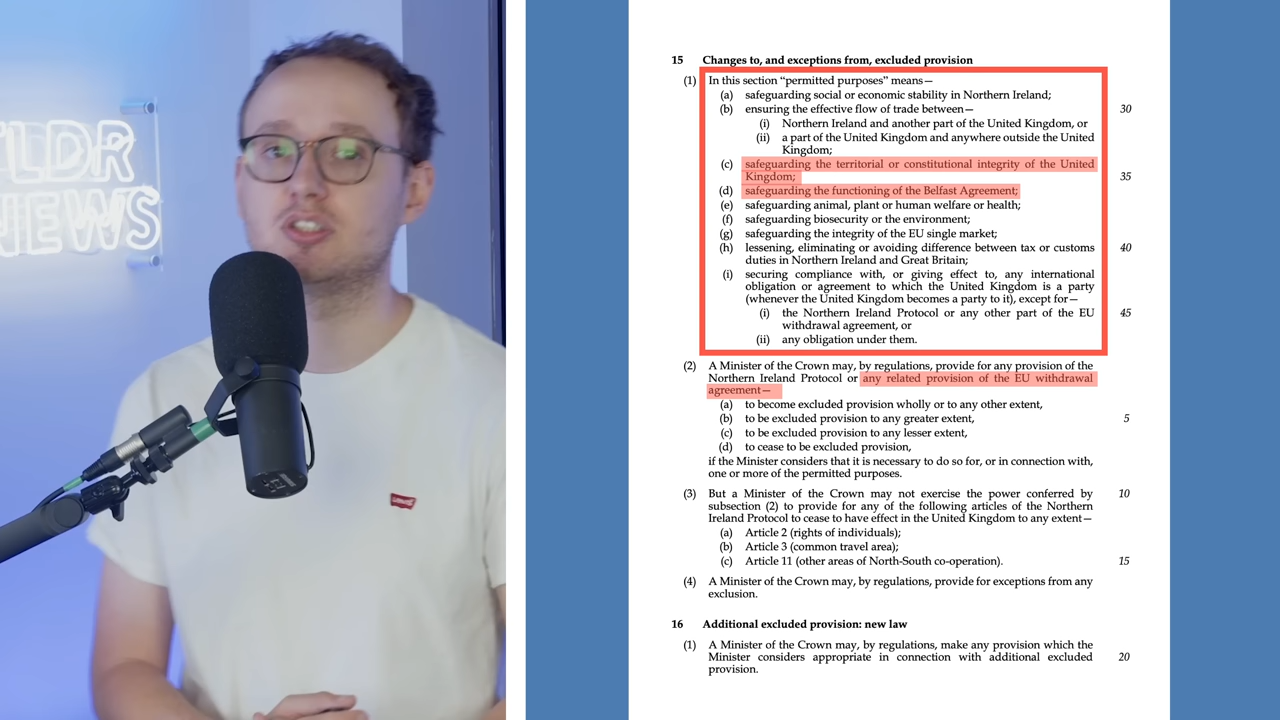 TLDR
NEWS
Levi's
15 Changes to, and exceptions from, excluded provision
(1) In this section “permitted purposes” means—
(a) safeguarding social or economic stability in Northern Ireland;
(b) ensuring the effective flow of trade between— 30
(i) Northern Ireland and another part of the United Kingdom, or
(ii) a part of the United Kingdom and anywhere outside the United
Kingdom;
(c) safeguarding the territorial or constitutional integrity of the United
Kingdom; 35
(d) safeguarding the functioning of the Belfast Agreement;
(e) safeguarding animal, plant or human welfare or health;
(f) safeguarding biosecurity or the environment;
(g) safeguarding the integrity of the EU single market;
(h) lessening, eliminating or avoiding difference between tax or customs 40
duties in Northern Ireland and Great Britain;
(i) securing compliance with, or giving effect to, any international
obligation or agreement to which the United Kingdom is a party
(whenever the United Kingdom becomes a party to it), except for—
(i) the Northern Ireland Protocol or any other part of the EU 45
withdrawal agreement, or
(ii) any obligation under them.
(2) A Minister of the Crown may, by regulations, provide for any provision of the
Northern Ireland Protocol or any related provision of the EU withdrawal
agreement—
(a) to become excluded provision wholly or to any other extent,
(b) to be excluded provision to any greater extent, 5
(c) to be excluded provision to any lesser extent,
(d) to cease to be excluded provision,
if the Minister considers that it is necessary to do so for, or in connection with,
one or more of the permitted purposes.
(3) But a Minister of the Crown may not exercise the power conferred by 10
subsection (2) to provide for any of the following articles of the Northern
Ireland Protocol to cease to have effect in the United Kingdom to any extent—
(a) Article 2 (rights of individuals);
(b) Article 3 (common travel area);
(c) Article 11 (other areas of North-South co-operation). 15
(4) A Minister of the Crown may, by regulations, provide for exceptions from any
exclusion.
16 Additional excluded provision: new law
(1) A Minister of the Crown may, by regulations, make any provision which the
Minister considers appropriate in connection with additional excluded 20
provision.